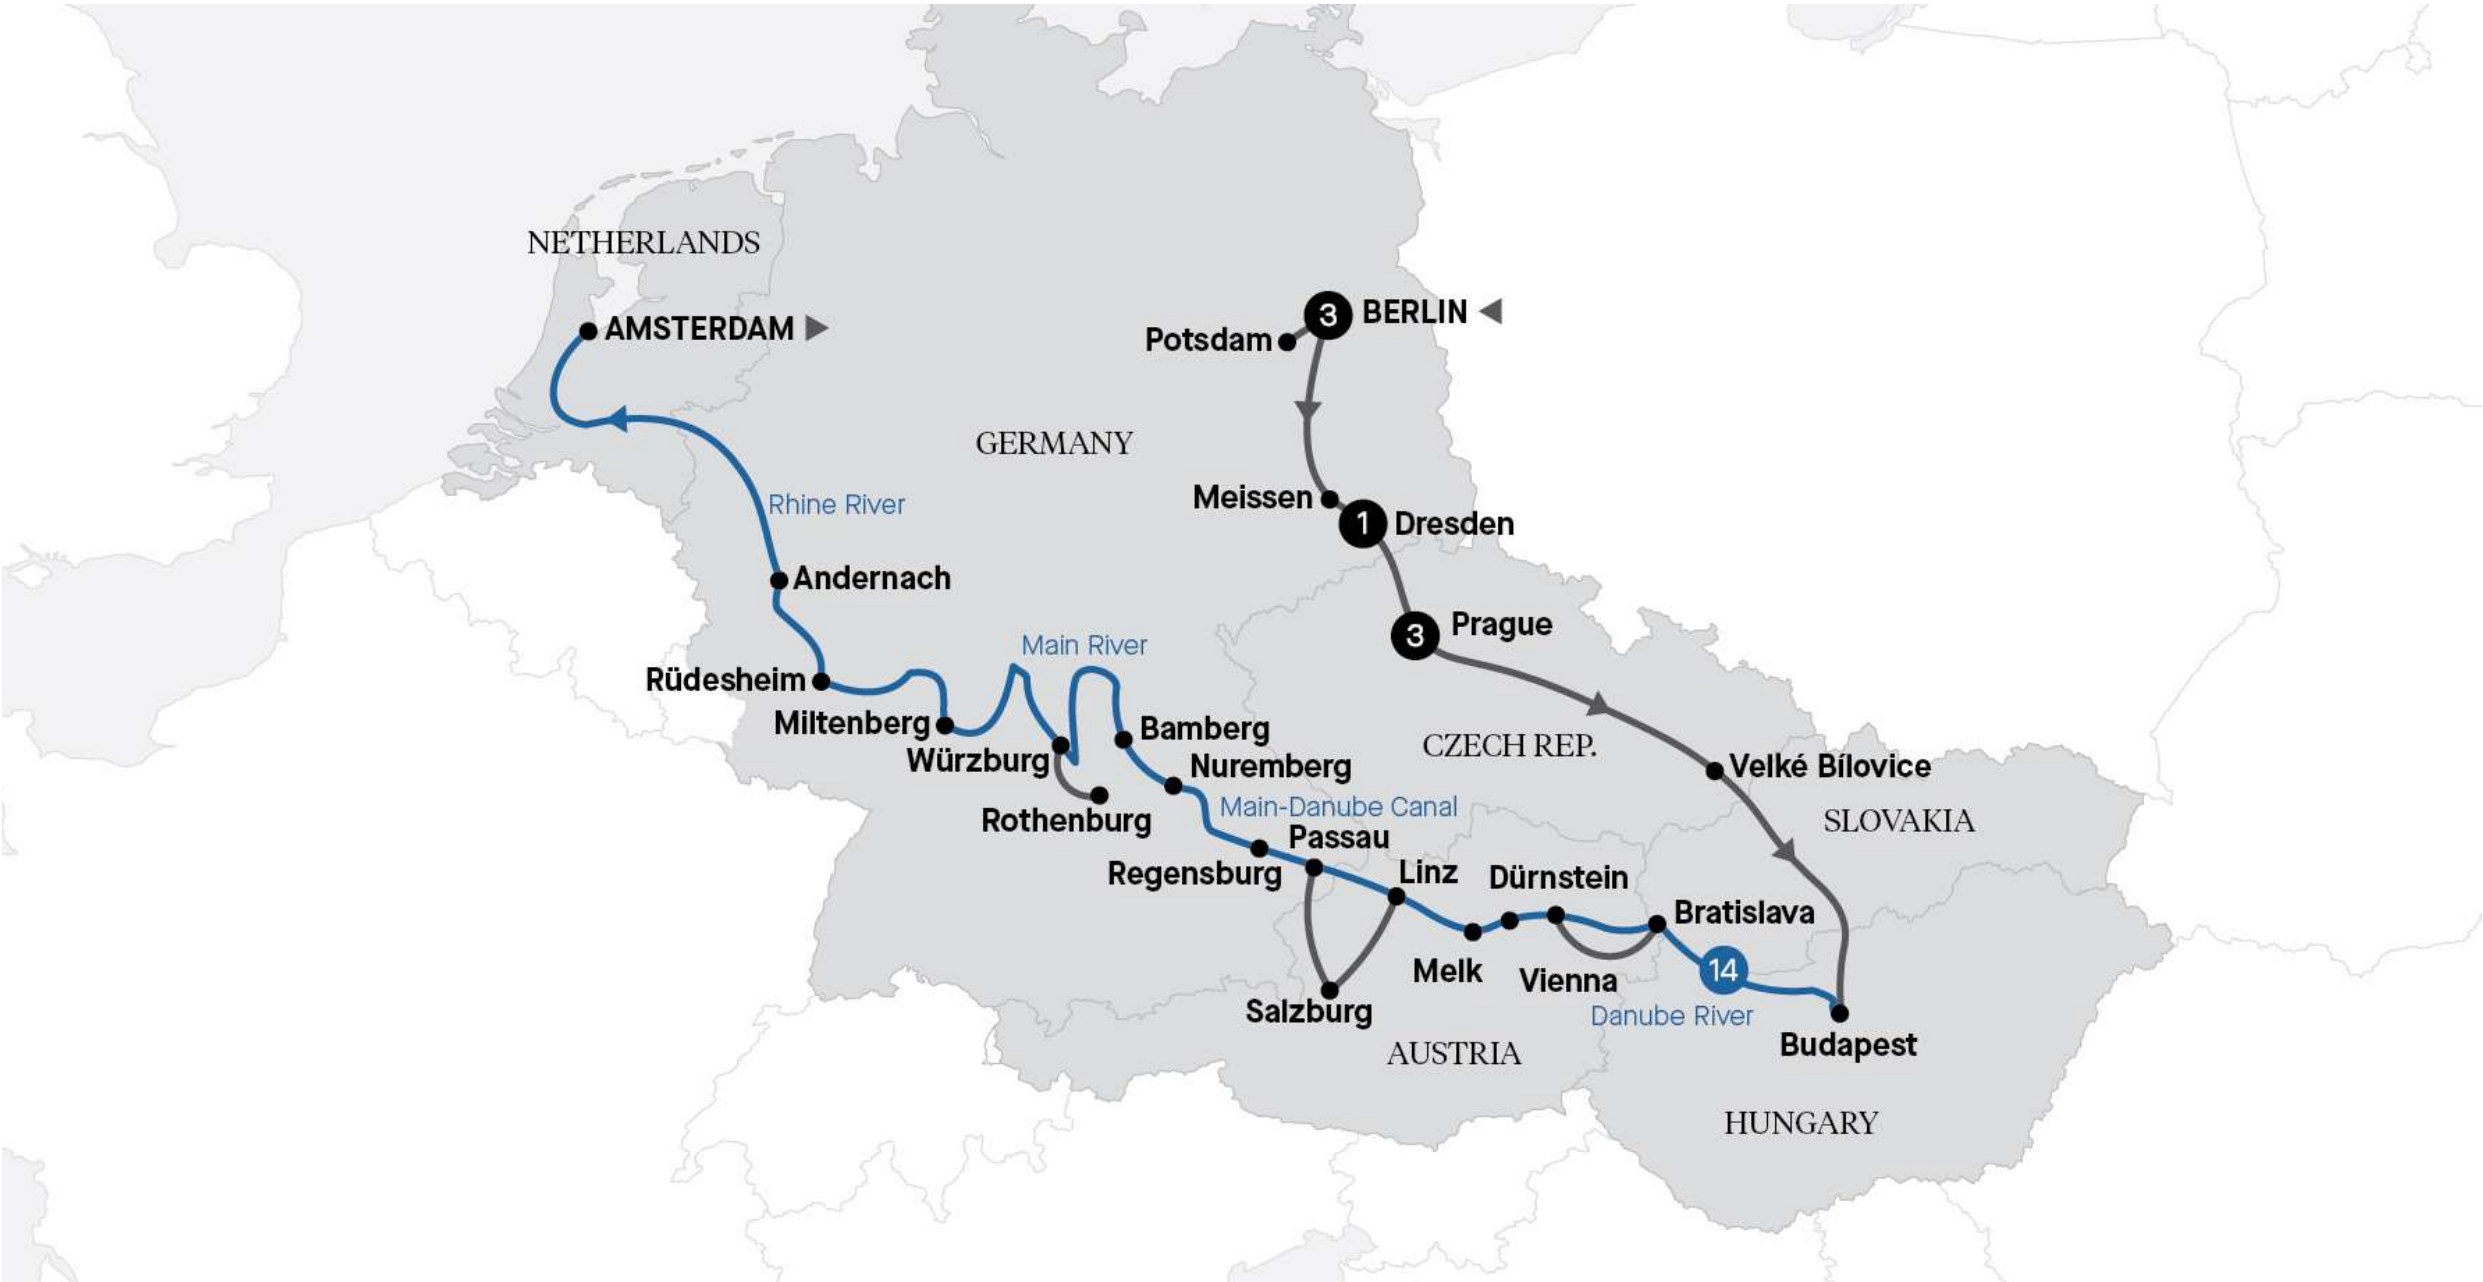 NETHERLANDS
AMSTERDAM
3
BERLIN
Potsdam
GERMANY
Rhine River
Meissen
1
Dresden
Andernach
3
Prague
Main River
Rüdesheim
Miltenberg
Bamberg
CZECH REP.
Würzburg
Nuremberg
Velké Bílovice
Main-Danube Canal
Rothenburg
SLOVAKIA
Passau
Regensburg
Linz
Dürnstein
Bratislava
Melk
Vienna
14
Salzburg
Danube River
Budapest
AUSTRIA
HUNGARY